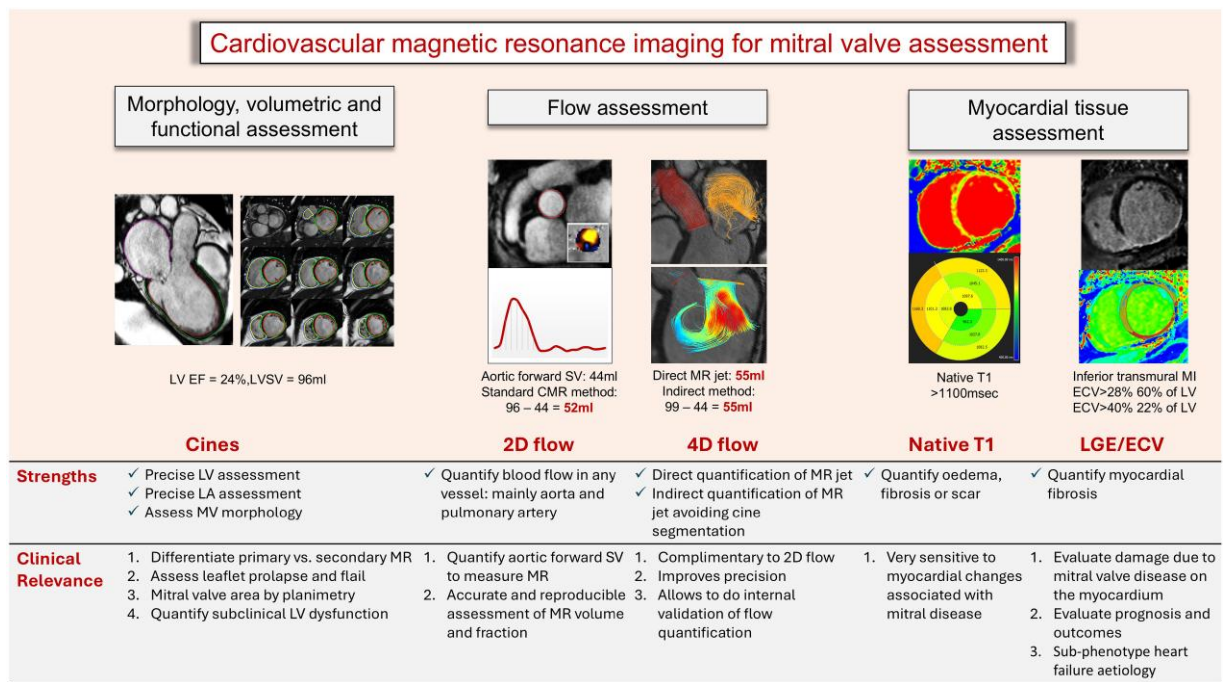 Cardiovascular magnetic resonance imaging for mitral valve assessment
Morphology, volumetric and
functional assessment
Flow assessment
Myocardial tissue
assessment
LV EF = 24%,LVSV = 96ml
Aortic forward SV: 44ml
Standard CMR method:
96 – 44 = 52ml
Direct MR jet: 55ml
Indirect method:
99 – 44 = 55ml
Native T1
>1100msec
Inferior transmural MI
ECV>28% 60% of LV
ECV>40% 22% of LV
Cines
2D flow
4D flow
Native T1
LGE/ECV
Strengths
✓ Precise LV assessment
✓ Precise LA assessment
✓ Assess MV morphology
✓ Quantify blood flow in any
vessel: mainly aorta and
pulmonary artery
✓ Direct quantification of MR jet
✓ Indirect quantification of MR
jet avoiding cine
segmentation
✓ Quantify oedema,
fibrosis or scar
✓ Quantify myocardial
fibrosis
Clinical
Relevance
1. Differentiate primary vs. secondary MR
2. Assess leaflet prolapse and flail
3. Mitral valve area by planimetry
4. Quantify subclinical LV dysfunction
1. Quantify aortic forward SV
to measure MR
2. Accurate and reproducible
assessment of MR volume
and fraction
1. Complimentary to 2D flow
2. Improves precision
3. Allows to do internal
validation of flow
quantification
1. Very sensitive to
myocardial changes
associated with
mitral disease
1. Evaluate damage due to
mitral valve disease on
the myocardium
2. Evaluate prognosis and
outcomes
3. Sub-phenotype heart
failure aetiology